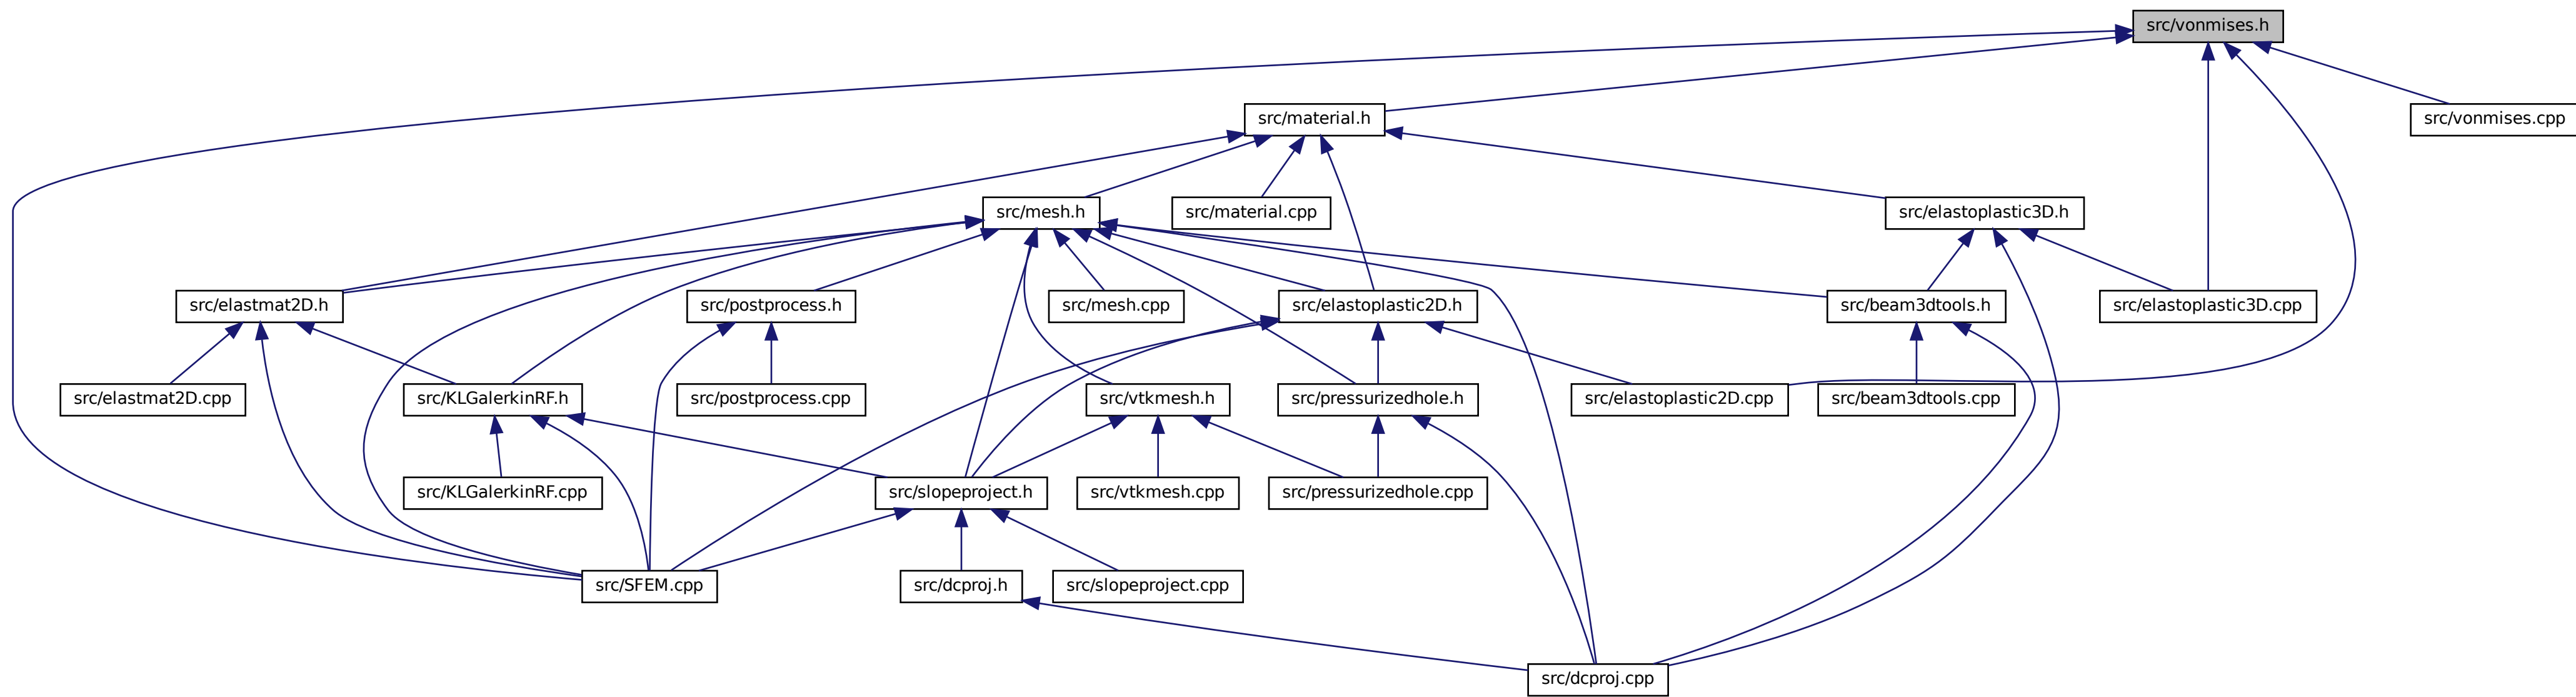 src/vonmises.h
src/material.h
src/vonmises.cpp
src/mesh.h
src/material.cpp
src/elastoplastic3D.h
src/elastmat2D.h
src/postprocess.h
src/mesh.cpp
src/elastoplastic2D.h
src/beam3dtools.h
src/elastoplastic3D.cpp
src/elastmat2D.cpp
src/KLGalerkinRF.h
src/postprocess.cpp
src/vtkmesh.h
src/pressurizedhole.h
src/elastoplastic2D.cpp
src/beam3dtools.cpp
src/KLGalerkinRF.cpp
src/slopeproject.h
src/vtkmesh.cpp
src/pressurizedhole.cpp
src/SFEM.cpp
src/dcproj.h
src/slopeproject.cpp
src/dcproj.cpp